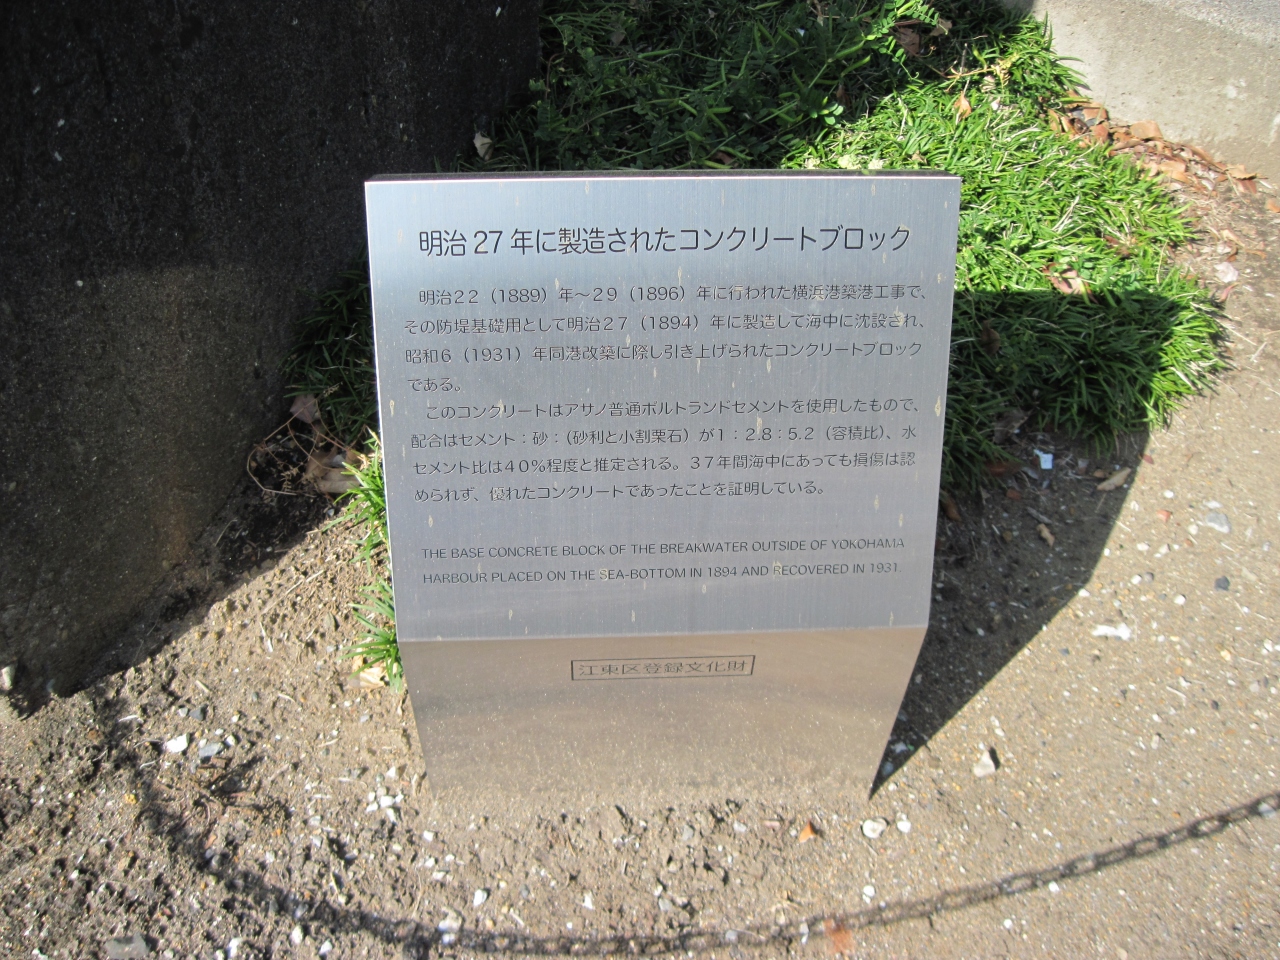 明治27年に製造されたコンクリートブロック
明治22（1889）年～29（1896）年に行われた横浜港築港工事で、
その防堤基礎用として明治27（1894）年に製造して海中に沈設され、
昭和6（1931）年同港改築に際し引き上げられたコンクリートブロック
である。
このコンクリートはアサノ普通ポルトランドセメントを使用したもので、
配合はセメント：砂：（砂利と小割栗石）が1：2.8：5.2（容積比）、水
セメント比は40％程度と推定される。37年間海中にあっても損傷は認
められず、優れたコンクリートであったことを証明している。
THE BASE CONCRETE BLOCK OF THE BREAKWATER OUTSIDE OF YOKOHAMA
HARBOUR PLACED ON THE SEA-BOTTOM IN 1894 AND RECOVERED IN 1931.
江東区登録文化財